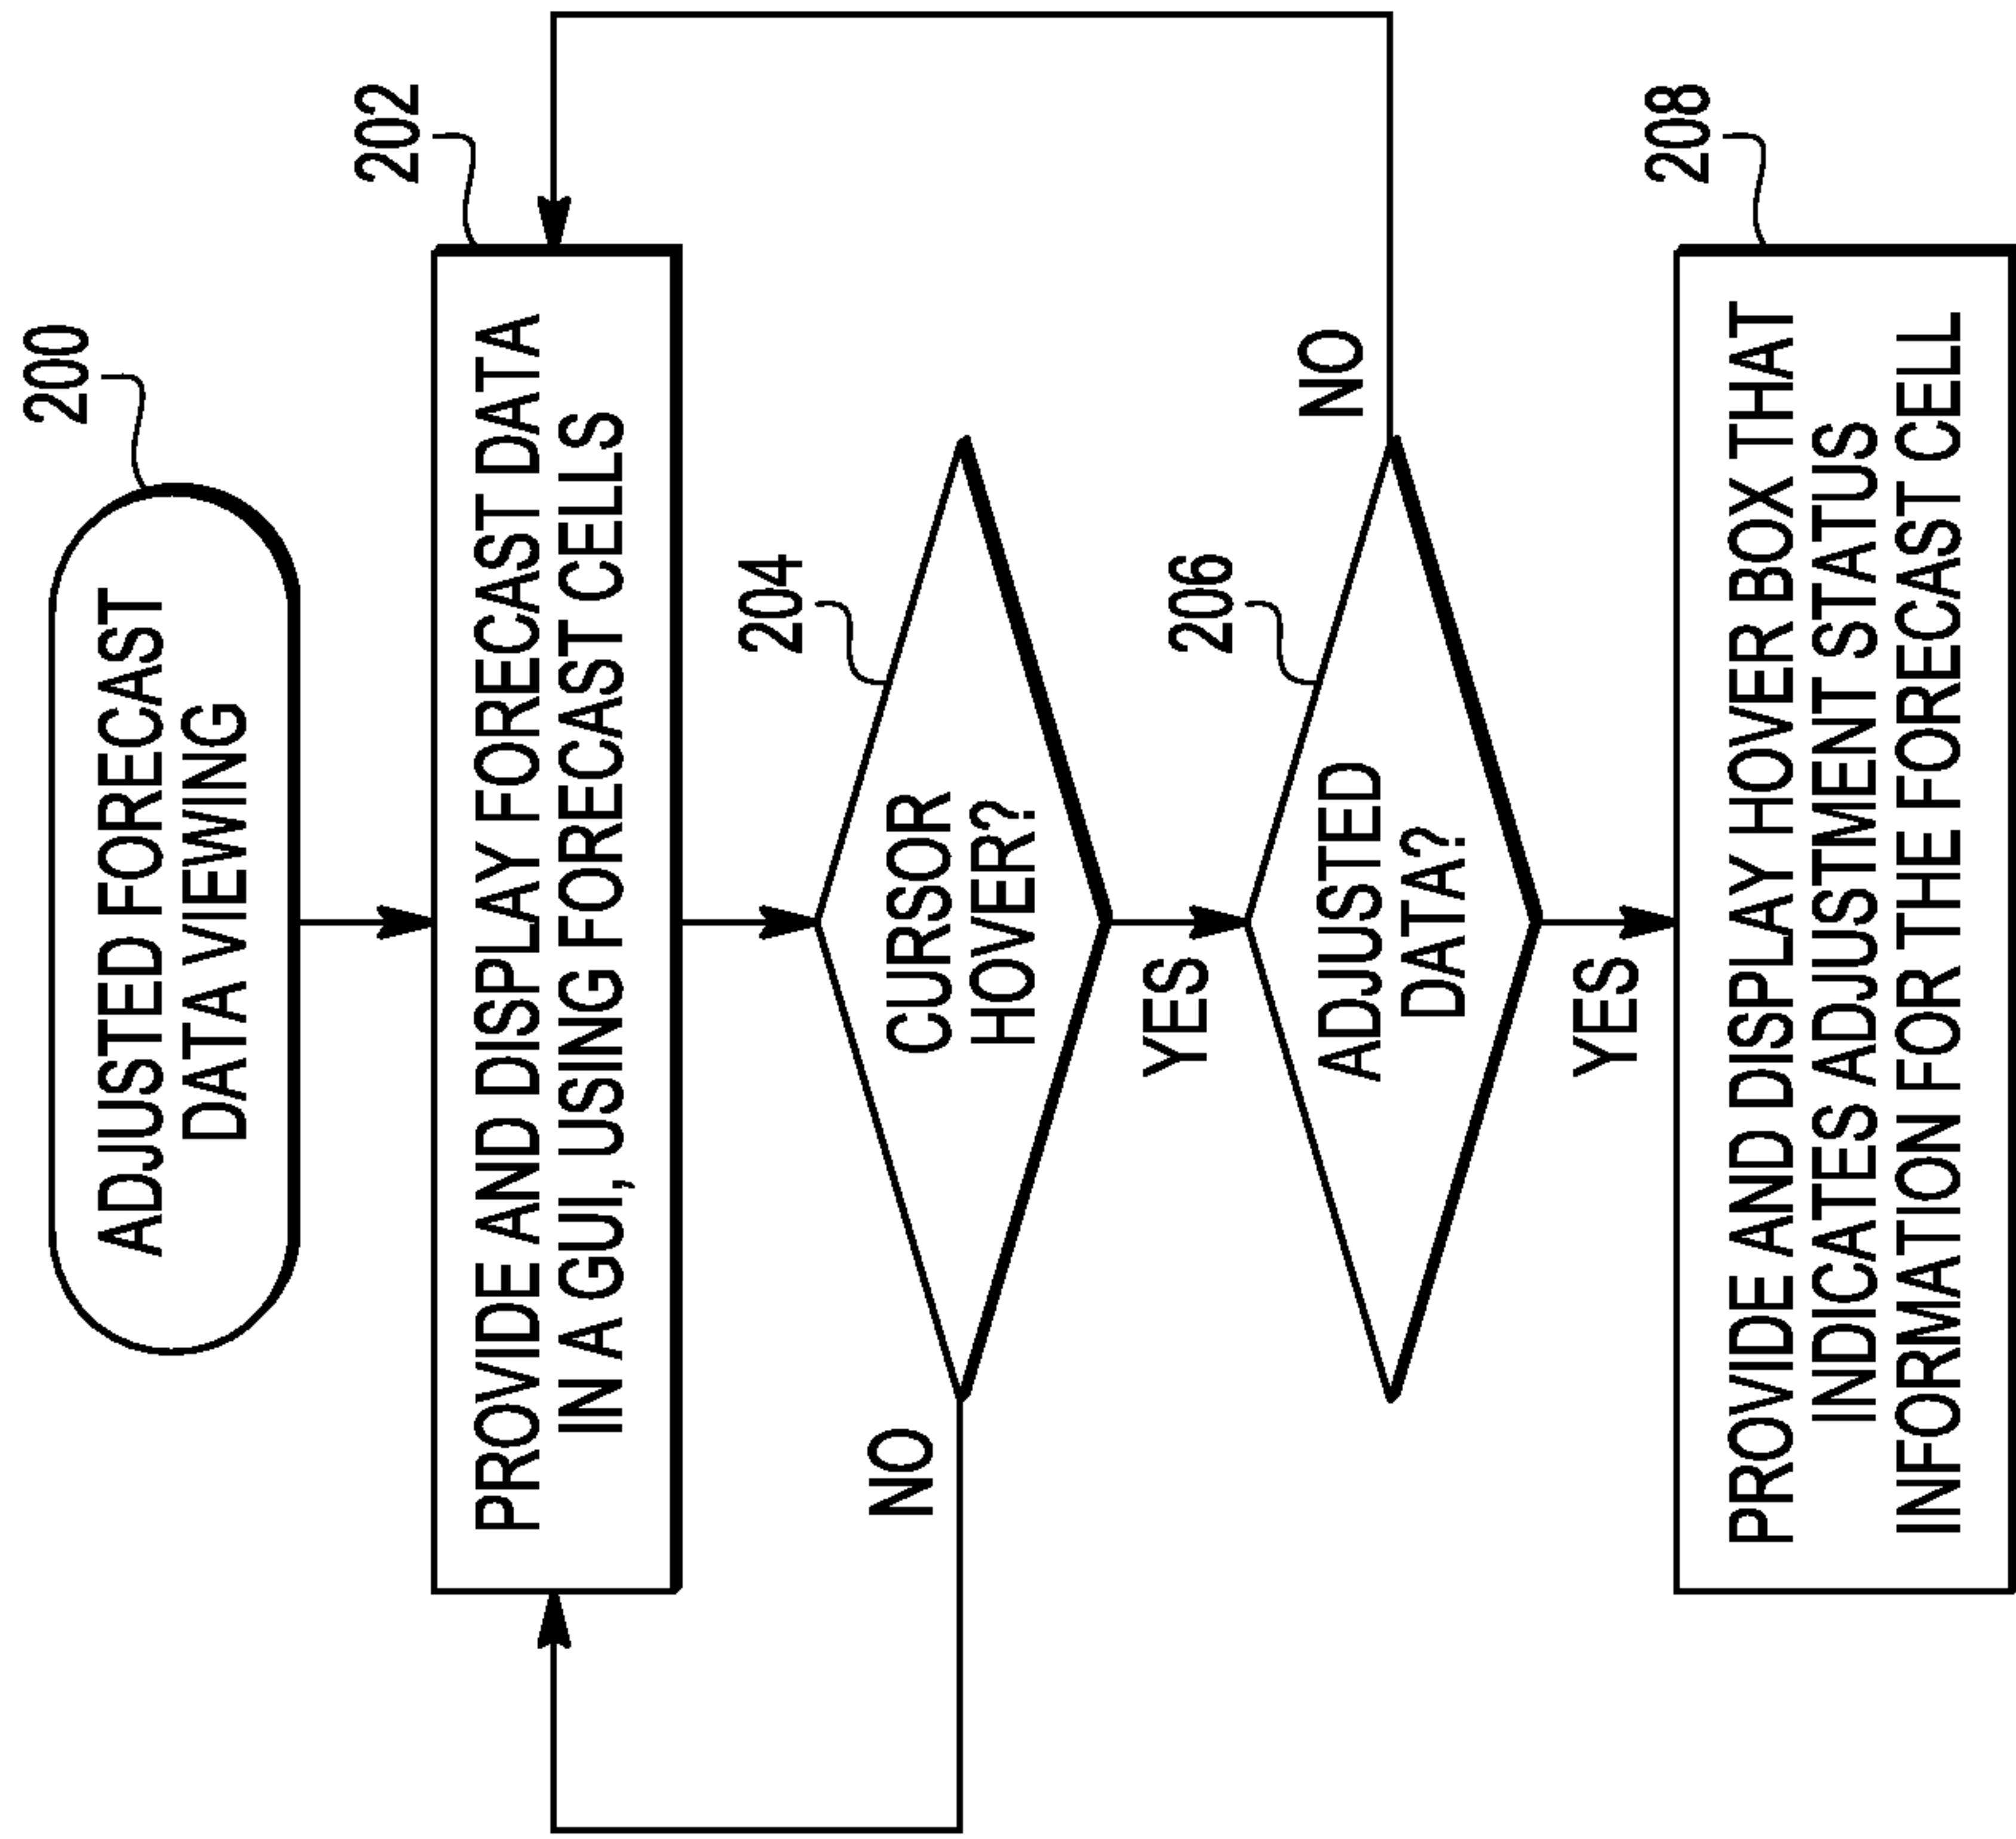 200
ADJUSTED FORECAST
DATA VIEWING
202
PROVIDE AND DISPLAY FORECAST DATA
IN A GUI, USING FORECAST CELLS
204
CURSOR
HOVER?
NO
YES
206
ADJUSTED
DATA?
NO
YES
208
PROVIDE AND DISPLAY HOVER BOX THAT
INDICATES ADJUSTMENT STATUS
INFORMATION FOR THE FORECAST CELL